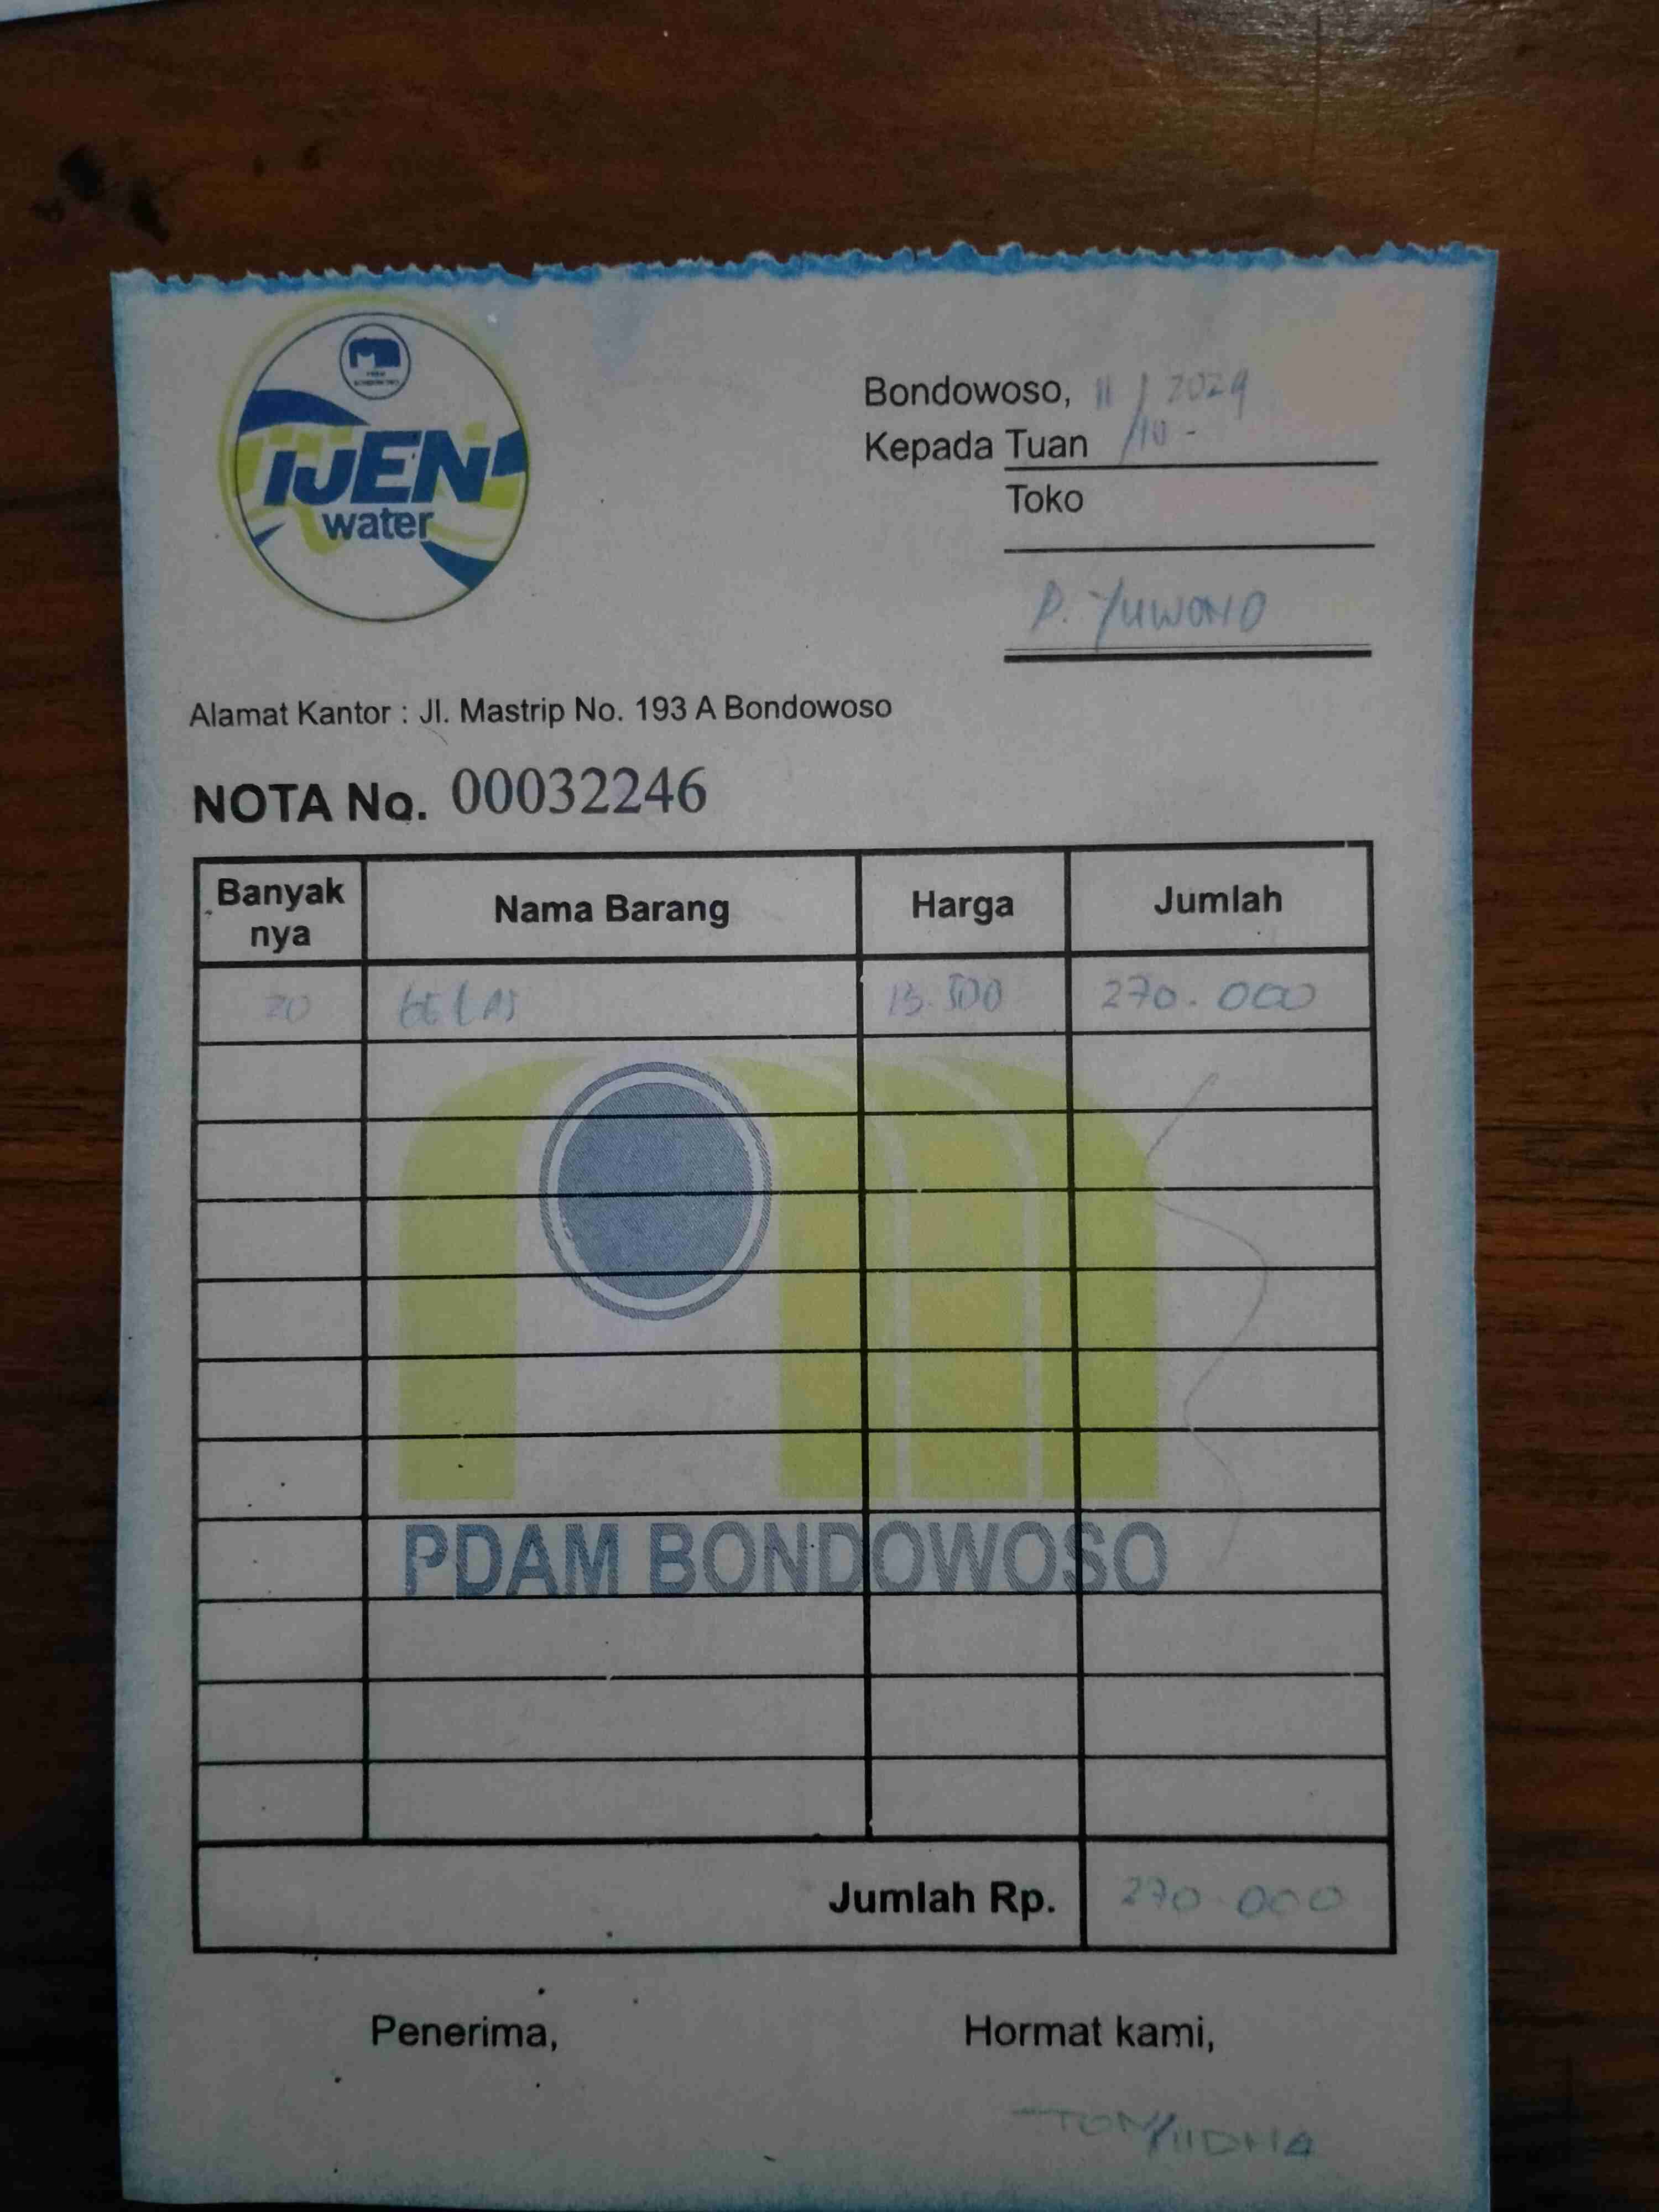 IJEN
water
Bondowoso, 11/10-2024
Kepada Tuan
Toko
P. YUWONO
Alamat Kantor : Jl. Mastrip No. 193 A Bondowoso
NOTA No. 00032246
Banyak nya Nama Barang Harga Jumlah
20 GELAS 13.500 270.000
PDAM BONDOWOSO
Jumlah Rp. 270.000
Penerima, Hormat kami,